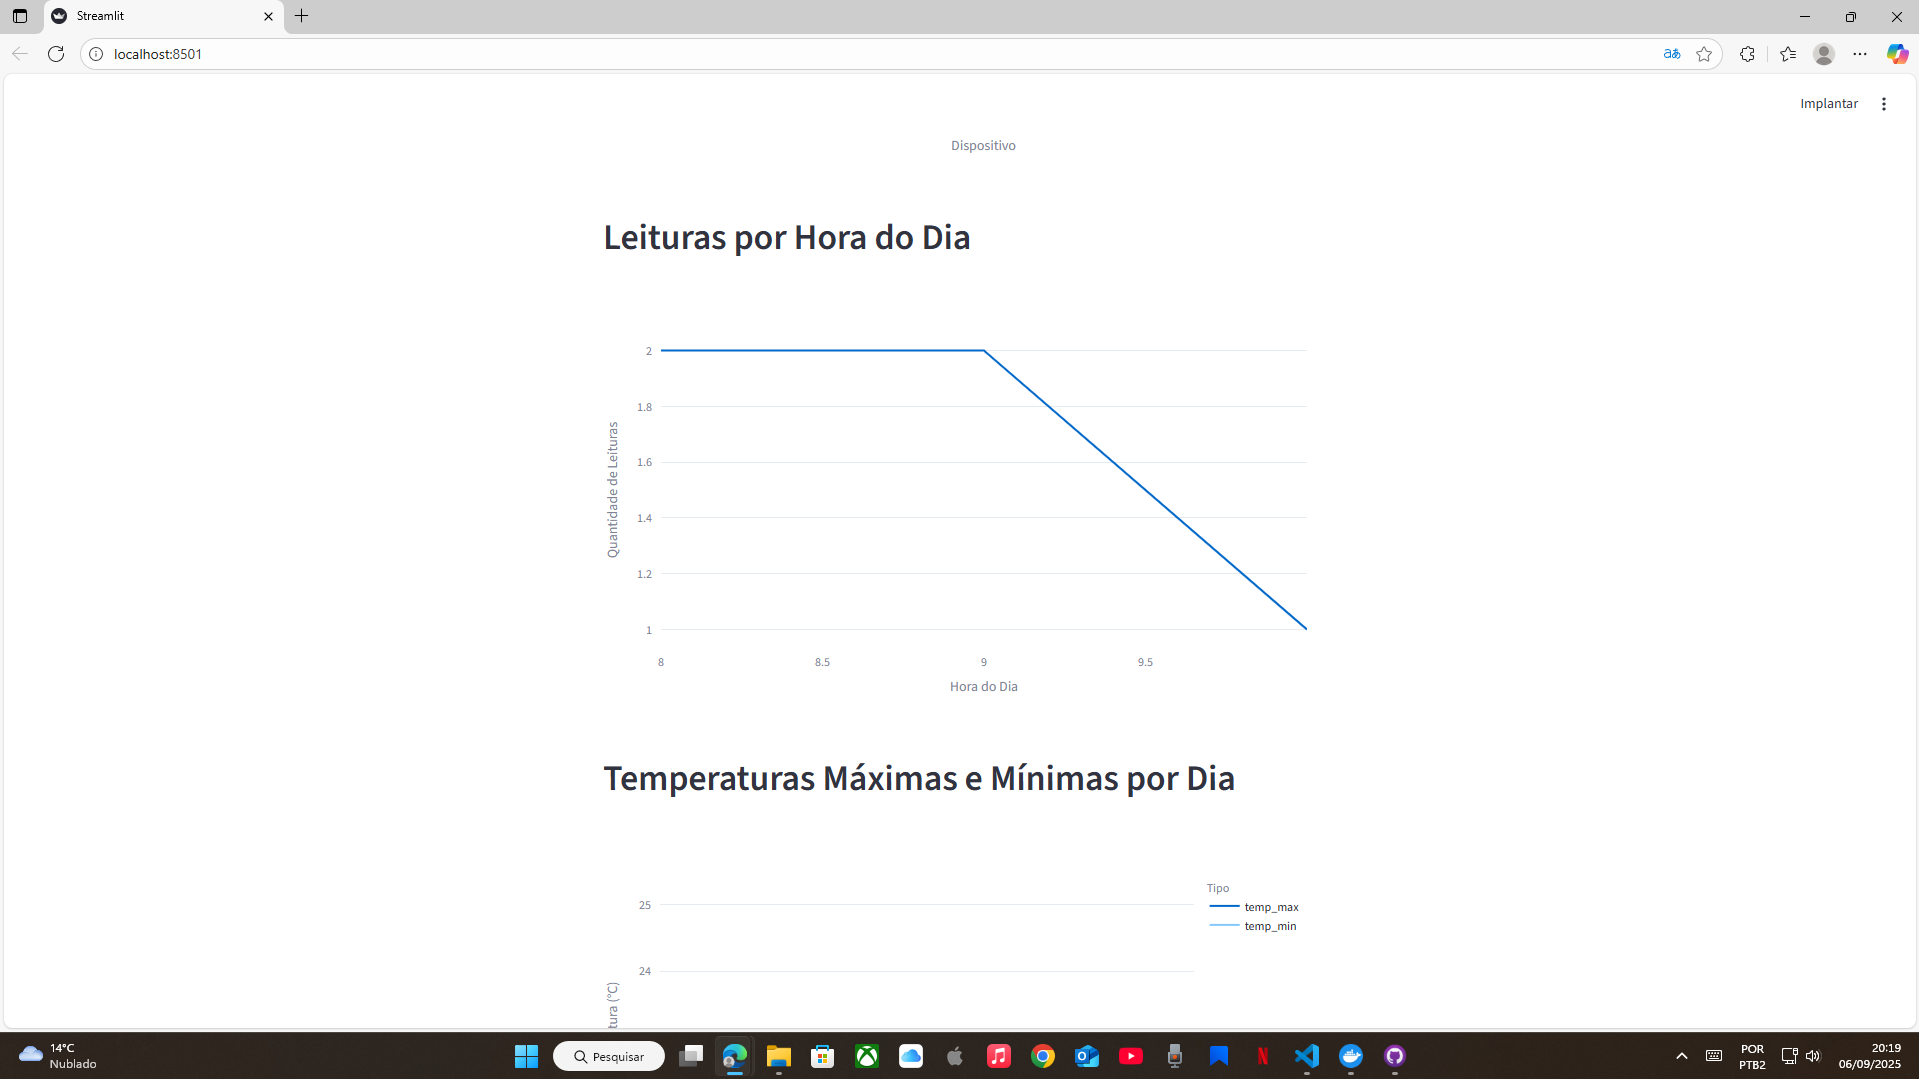 Streamlit
localhost:8501
Implantar
Dispositivo
Leituras por Hora do Dia
2
1.8
1.6
1.4
1.2
1
Quantidade de Leituras
8 8.5 9 9.5
Hora do Dia
Temperaturas Máximas e Mínimas por Dia
Tipo
temp_max
temp_min
25
24
tura (°C)
14°C
Nublado
Pesquisar
POR
PTB2
20:19
06/09/2025